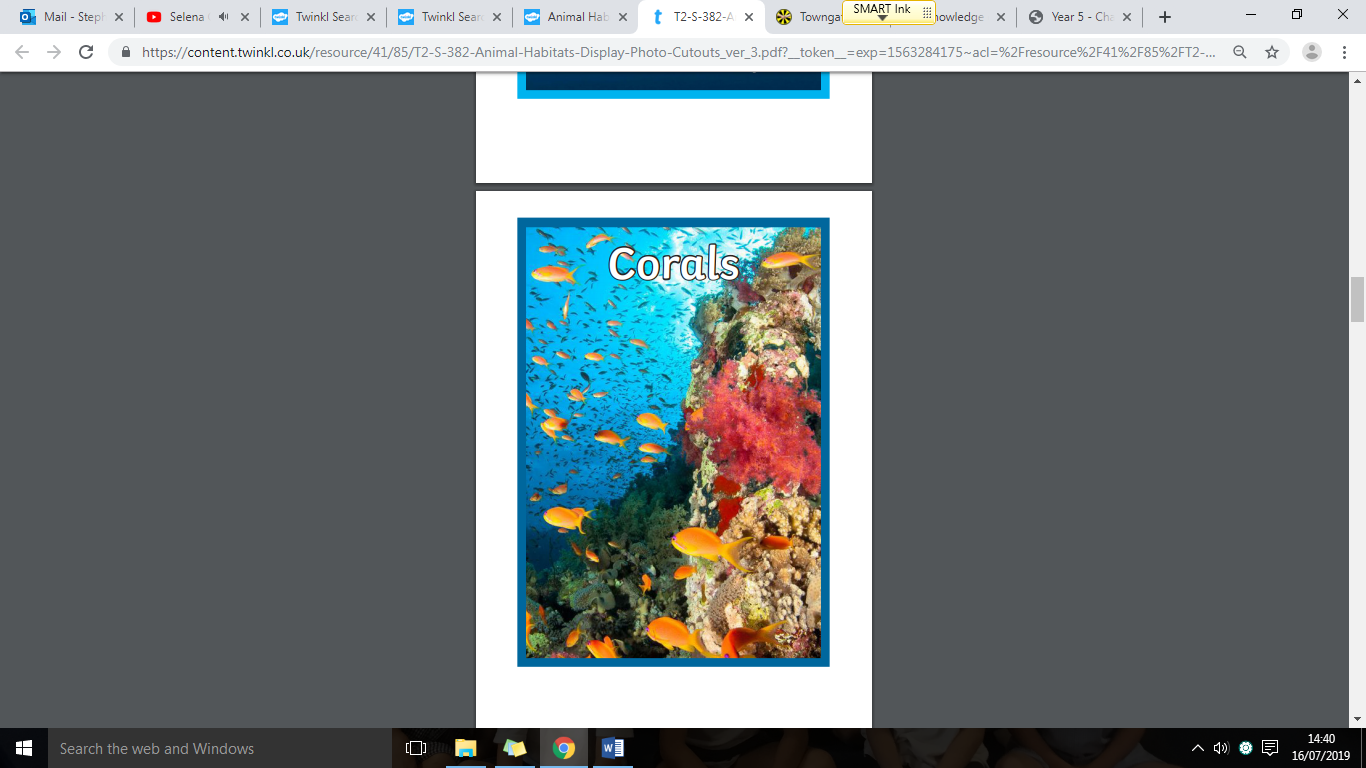 Mail - Steph
Selena
Twinkl Sear
Twinkl Sear
Animal Hab
T2-S-382-A
Towngat
nowledge
Year 5 - Cha
SMART Ink
https://content.twinkl.co.uk/resource/41/85/T2-S-382-Animal-Habitats-Display-Photo-Cutouts_ver_3.pdf?__token__=exp=1563284175~acl=%2Fresource%2F41%2F85%2FT2-...
Corals
Search the web and Windows
14:40
16/07/2019